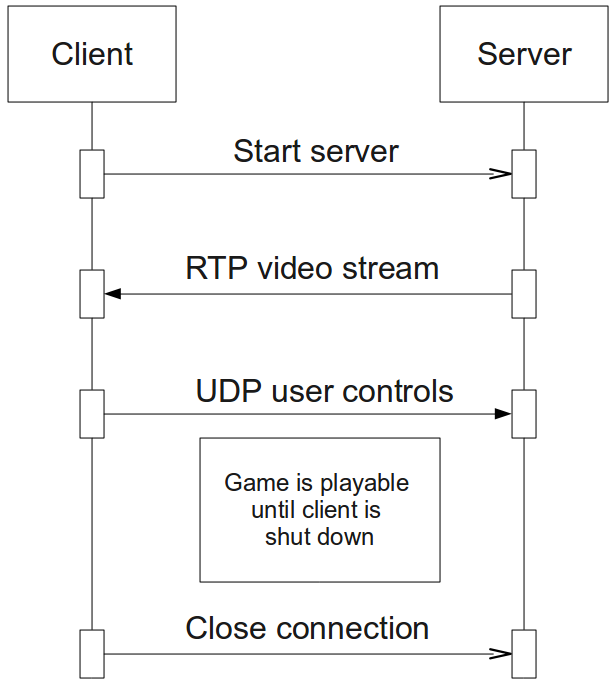 Client
Server
Start server
RTP video stream
UDP user controls
Game is playable
until client is
shut down
Close connection